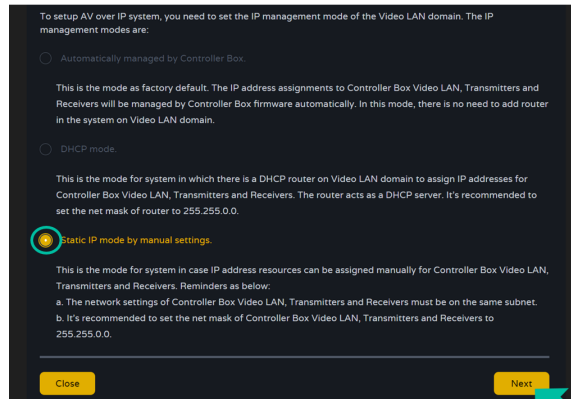 To setup AV over IP system, you need to set the IP management mode of the Video LAN domain. The IP
management modes are:
Automatically managed by Controller Box.
This is the mode as factory default. The IP address assignments to Controller Box Video LAN, Transmitters and
Receivers will be managed by Controller Box firmware automatically. In this mode, there is no need to add router
in the system on Video LAN domain.
DHCP mode.
This is the mode for system in which there is a DHCP router on Video LAN domain to assign IP addresses for
Controller Box Video LAN, Transmitters and Receivers. The router acts as a DHCP server. It's recommended to
set the net mask of router to 255.255.0.0.
Static IP mode by manual settings.
This is the mode for system in case IP address resources can be assigned manually for Controller Box Video LAN,
Transmitters and Receivers. Reminders as below:
a. The network settings of Controller Box Video LAN, Transmitters and Receivers must be on the same subnet.
b. It's recommended to set the net mask of Controller Box Video LAN, Transmitters and Receivers to
255.255.0.0.
Close
Next